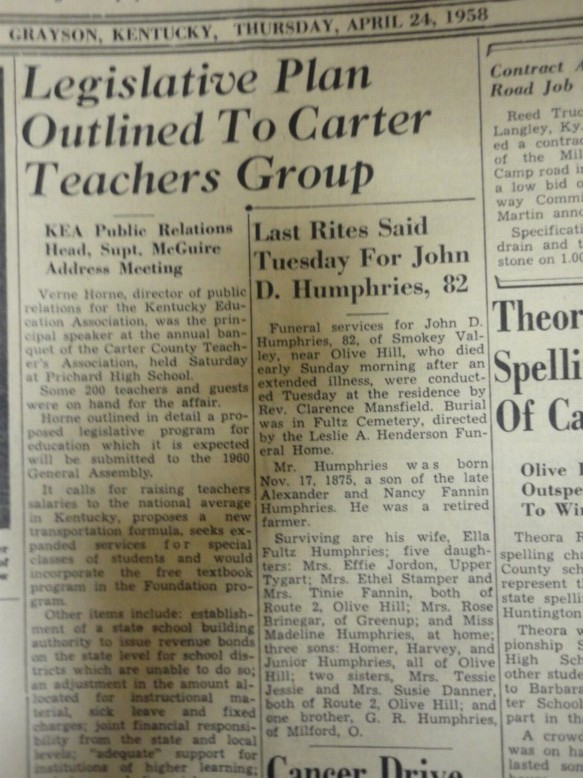 GRAYSON, KENTUCKY, THURSDAY, APRIL 24, 1958
Legislative Plan
Outlined To Carter
Teachers Group
KEA Public Relations
Head, Supt. McGuire
Address Meeting
Verne Horne, director of public
relations for the Kentucky Edu-
cation Association, was the prin-
cipal speaker at the annual ban-
quet of the Carter County Teach-
er's Association, held Saturday
at Prichard High School.
Some 200 teachers and guests
were on hand for the affair.
Horne outlined in detail a pro-
posed legislative program for
education which it is expected
will be submitted to the 1960
General Assembly.
It calls for raising teachers
salaries to the national average
in Kentucky, proposes a new
transportation formula, seeks ex-
panded services for special
classes of students and would
incorporate the free textbook
program in the Foundation pro-
gram.
Other items include: establish-
ment of a state school building
authority to issue revenue bonds
on the state level for school dis-
tricts which are unable to do so;
an adjustment in the amount al-
located for instructional ma-
terial, sick leave and fixed
charges; joint financial responsi-
bility from the state and local
levels; "adequate" support for
institutions of higher learning;
Last Rites Said
Tuesday For John
D. Humphries, 82
Funeral services for John D.
Humphries, 82, of Smokey Val-
ley, near Olive Hill, who died
early Sunday morning after an
extended illness, were conduct-
ed Tuesday at the residence by
Rev. Clarence Mansfield. Burial
was in Fultz Cemetery, directed
by the Leslie A. Henderson Fun-
eral Home.
Mr. Humphries was born
Nov. 17, 1875, a son of the late
Alexander and Nancy Fannin
Humphries. He was a retired
farmer.
Surviving are his wife, Ella
Fultz Humphries; five daugh-
ters: Mrs. Effie Jordon, Upper
Tygart; Mrs. Ethel Stamper and
Mrs. Tinie Fannin, both of
Route 2, Olive Hill; Mrs. Rose
Brinegar, of Greenup; and Miss
Madeline Humphries, at home;
three sons: Homer, Harvey, and
Junior Humphries, all of Olive
Hill; two sisters, Mrs. Tessie
Jessie and Mrs. Susie Danner,
both of Route 2, Olive Hill; and
one brother, G. R. Humphries,
of Milford, O.
Cancer Drive
Contract A
Road Job
Reed Truc
Langley, Ky.
ed a contrac
of the Mil
Camp road i
a low bid o
way Commi
Martin ann
Specificati
drain and t
stone on 1.00
Theor
Spelli
Of Ca
Olive
Outspe
To Wi
Theora R
spelling cha
County sch
represent t
state spelli
Huntington
Theora w
pionship S
High Sch
other stude
to Barbar
ter School
part in th
A crowd
was on ha
lasted son